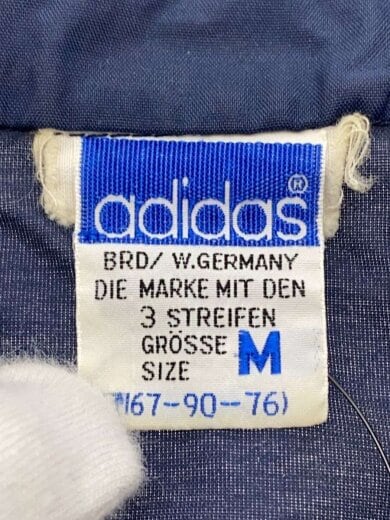 adidas®
BRD/ W.GERMANY
DIE MARKE MIT DEN
3 STREIFEN
GRÖSSE M
SIZE
67-90-76)